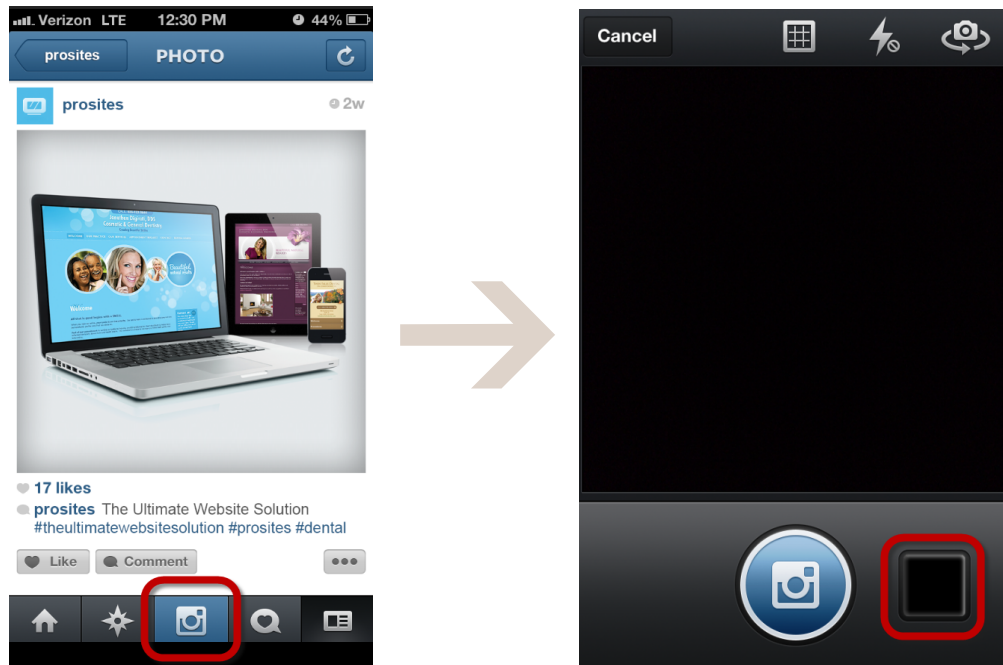 Verizon LTE 12:30 PM 44%
prosites PHOTO
prosites 2w
Beautiful
Welcome
17 likes
prosites The Ultimate Website Solution
#theultimatewebsitesolution #prosites #dental
Like Comment
Cancel